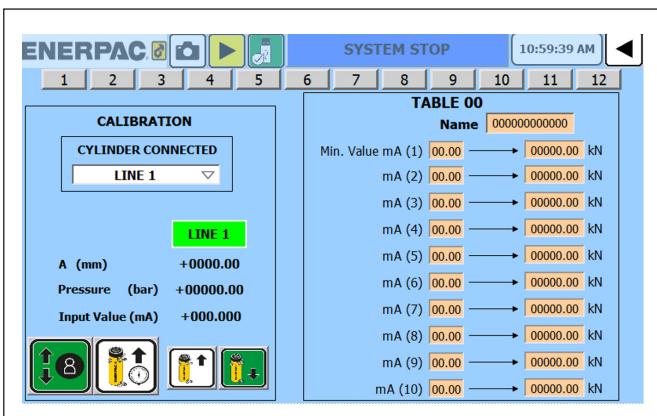 ENERPAC SYSTEM STOP 10:59:39 AM
1 2 3 4 5 6 7 8 9 10 11 12
CALIBRATION
CYLINDER CONNECTED
LINE 1
LINE 1
A (mm) +0000.00
Pressure (bar) +00000.00
Input Value (mA) +000.000
TABLE 00
Name 000000000000
Min. Value mA (1) 00.00 00000.00 kN
mA (2) 00.00 00000.00 kN
mA (3) 00.00 00000.00 kN
mA (4) 00.00 00000.00 kN
mA (5) 00.00 00000.00 kN
mA (6) 00.00 00000.00 kN
mA (7) 00.00 00000.00 kN
mA (8) 00.00 00000.00 kN
mA (9) 00.00 00000.00 kN
mA (10) 00.00 00000.00 kN